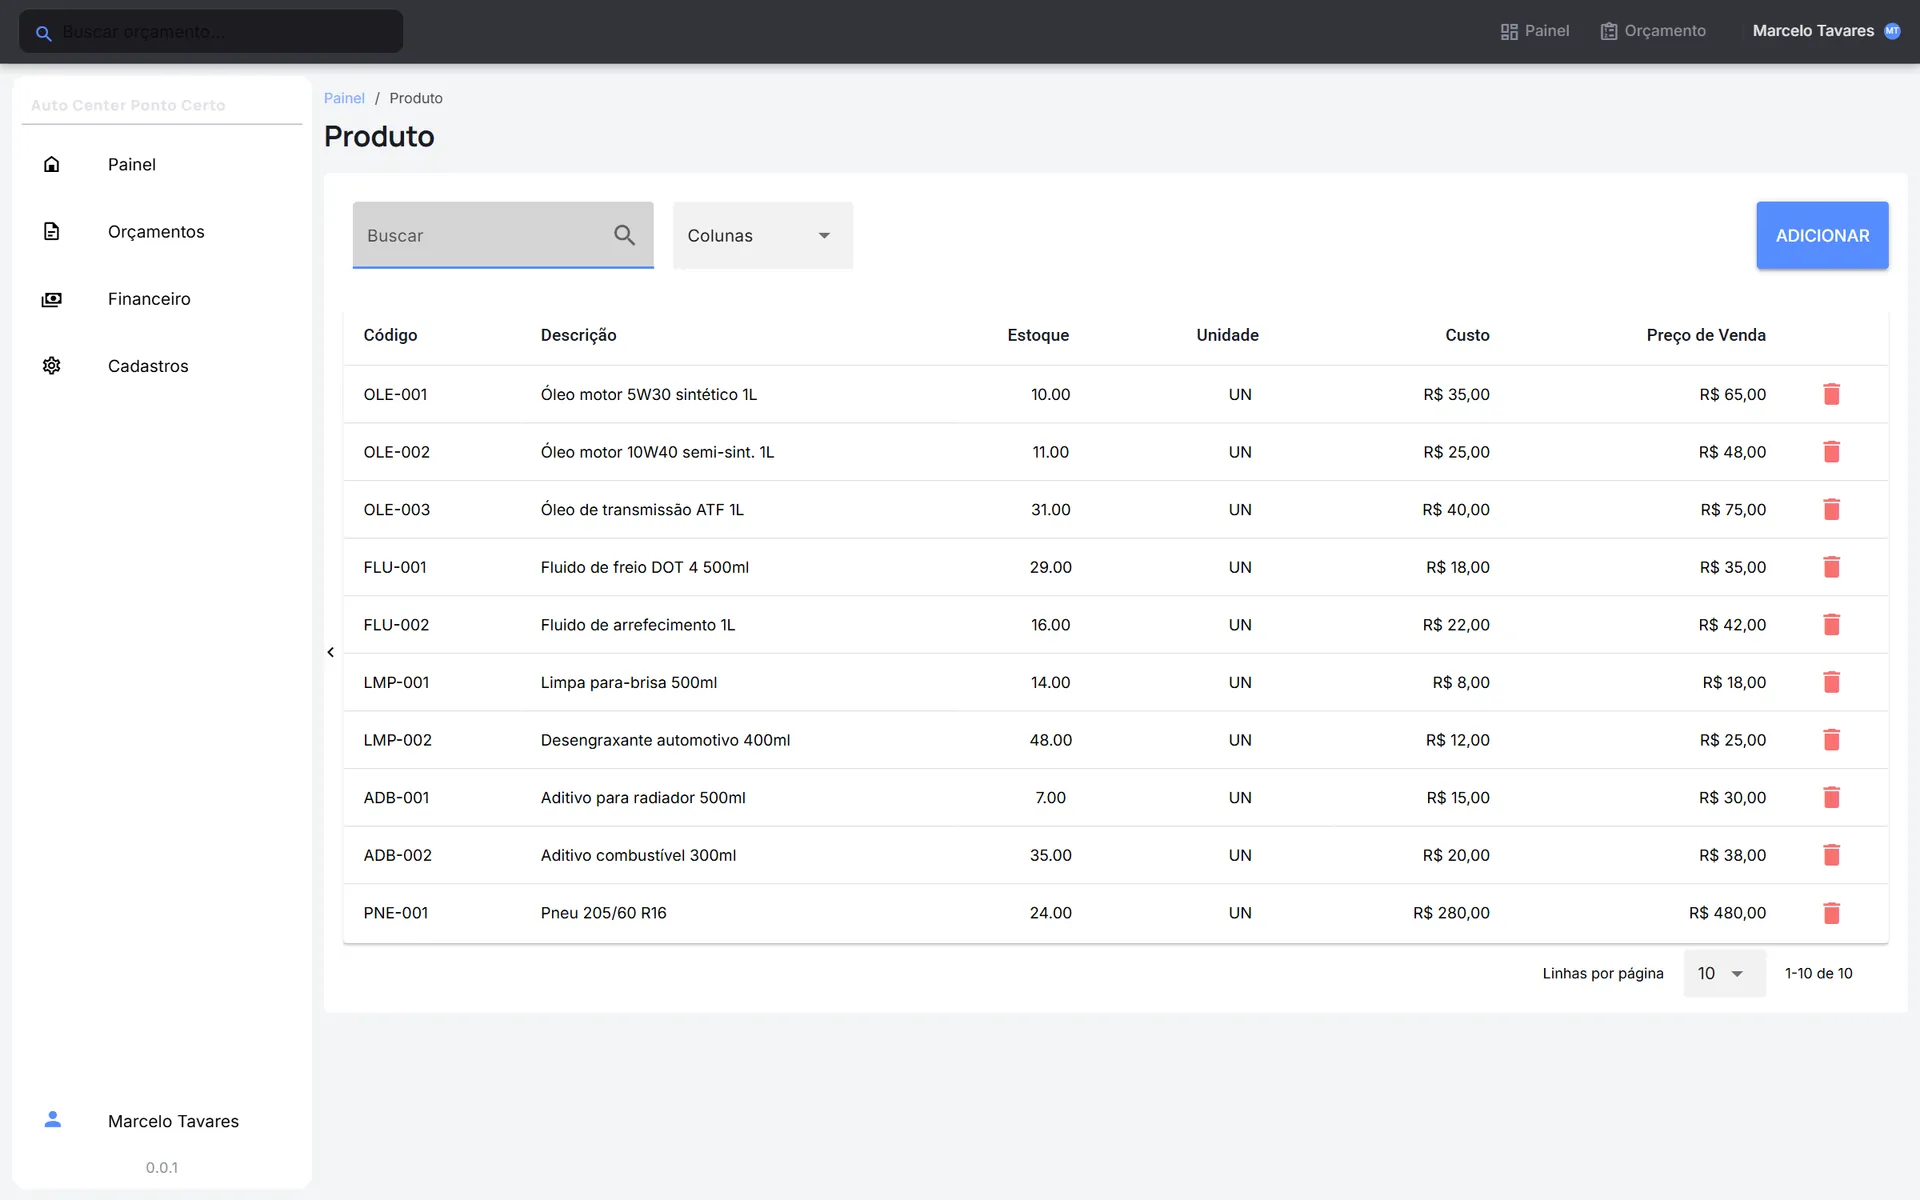 Buscar orçamento...
Painel
Orçamento
Marcelo Tavares
MT
Auto Center Ponto Certo
Painel
Orçamentos
Financeiro
Cadastros
Marcelo Tavares
0.0.1
Painel / Produto
Produto
Buscar
Colunas
ADICIONAR
Código Descrição Estoque Unidade Custo Preço de Venda
OLE-001 Óleo motor 5W30 sintético 1L 10.00 UN R$ 35,00 R$ 65,00
OLE-002 Óleo motor 10W40 semi-sint. 1L 11.00 UN R$ 25,00 R$ 48,00
OLE-003 Óleo de transmissão ATF 1L 31.00 UN R$ 40,00 R$ 75,00
FLU-001 Fluido de freio DOT 4 500ml 29.00 UN R$ 18,00 R$ 35,00
FLU-002 Fluido de arrefecimento 1L 16.00 UN R$ 22,00 R$ 42,00
LMP-001 Limpa para-brisa 500ml 14.00 UN R$ 8,00 R$ 18,00
LMP-002 Desengraxante automotivo 400ml 48.00 UN R$ 12,00 R$ 25,00
ADB-001 Aditivo para radiador 500ml 7.00 UN R$ 15,00 R$ 30,00
ADB-002 Aditivo combustível 300ml 35.00 UN R$ 20,00 R$ 38,00
PNE-001 Pneu 205/60 R16 24.00 UN R$ 280,00 R$ 480,00
Linhas por página 10 1-10 de 10